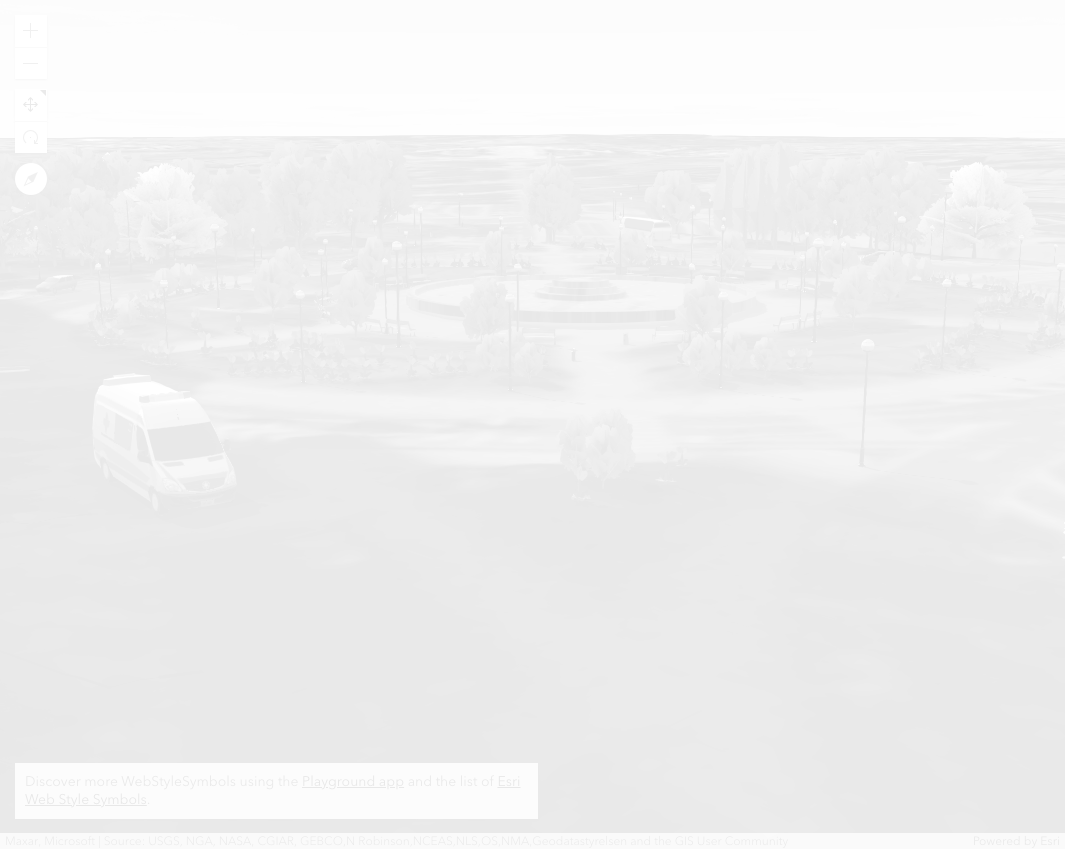 Discover more WebStyleSymbols using the Playground app and the list of Esri
Web Style Symbols.
Maxar, Microsoft | Source: USGS, NGA, NASA, CGIAR, GEBCO,N Robinson,NCEAS,NLS,OS,NMA,Geodatastyrelsen and the GIS User Community
Powered by Esri